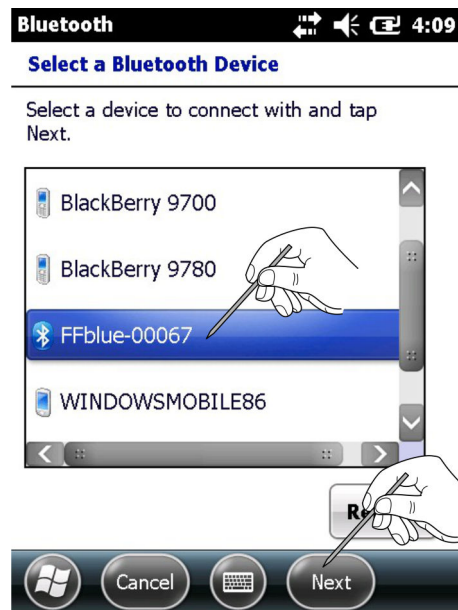 Bluetooth 4:09
Select a Bluetooth Device
Select a device to connect with and tap
Next.
BlackBerry 9700
BlackBerry 9780
FFblue-00067
WINDOWSMOBILE86
Cancel Next